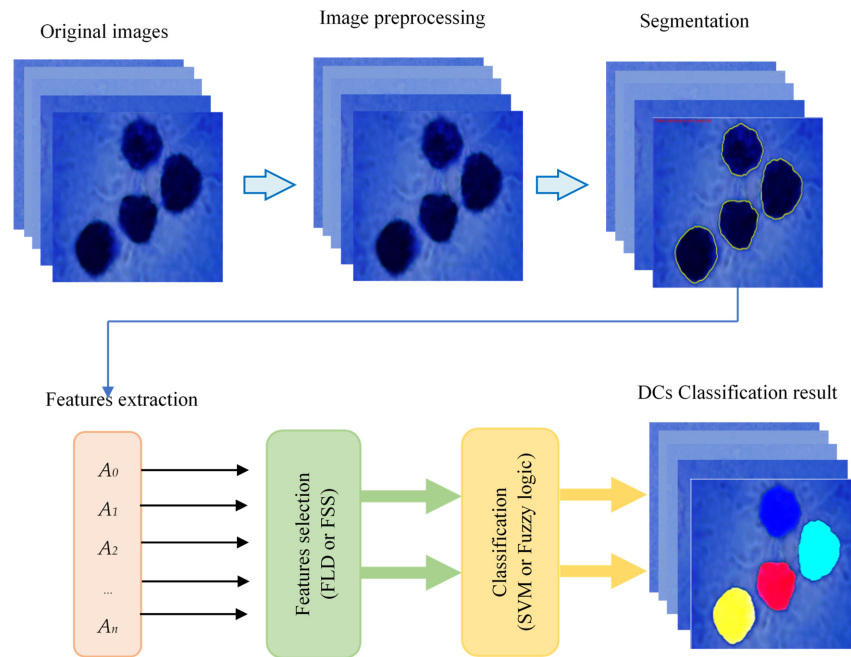 Original images
Image preprocessing
Segmentation
Features extraction
A0
A1
A2
...
An
Features selection
(FLD or FSS)
Classification
(SVM or Fuzzy logic)
DCs Classification result